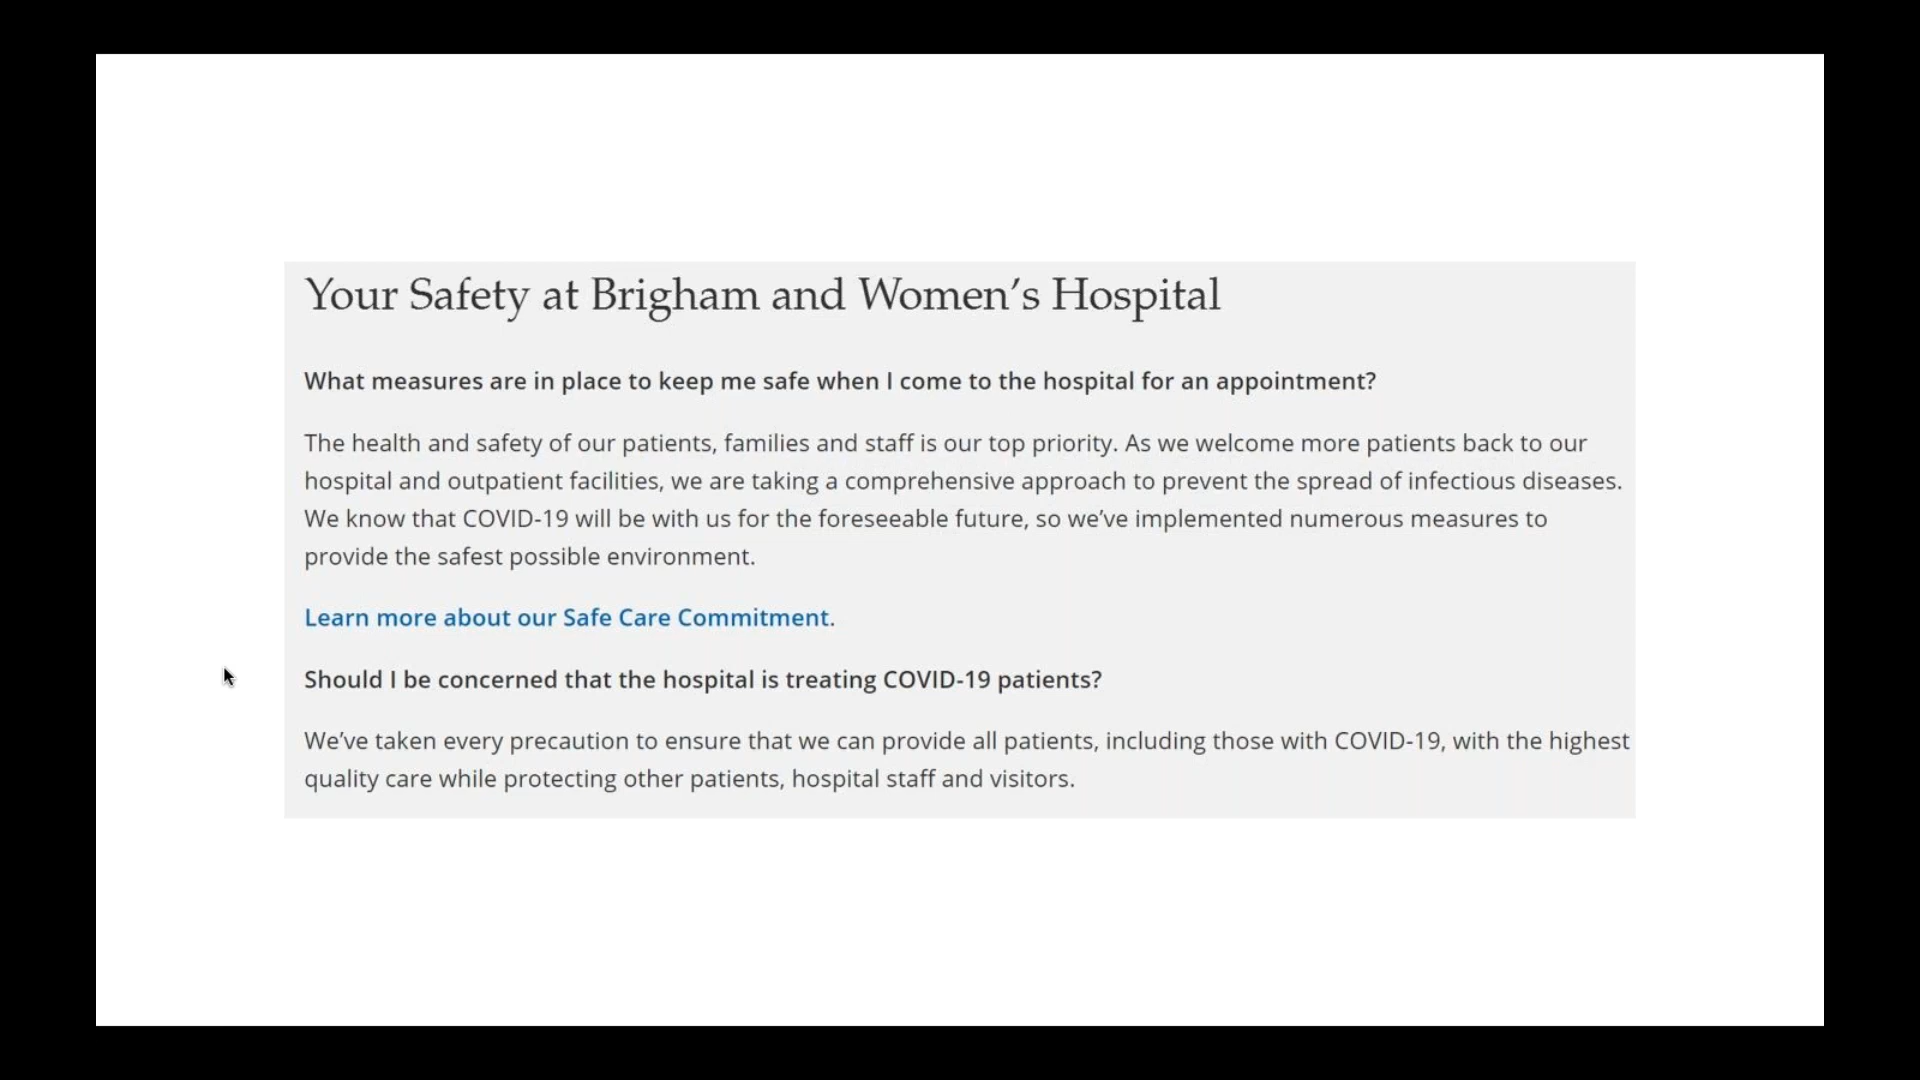 Your Safety at Brigham and Women’s Hospital
What measures are in place to keep me safe when I come to the hospital for an appointment?
The health and safety of our patients, families and staff is our top priority. As we welcome more patients back to our
hospital and outpatient facilities, we are taking a comprehensive approach to prevent the spread of infectious diseases.
We know that COVID-19 will be with us for the foreseeable future, so we’ve implemented numerous measures to
provide the safest possible environment.
Learn more about our Safe Care Commitment.
Should I be concerned that the hospital is treating COVID-19 patients?
We’ve taken every precaution to ensure that we can provide all patients, including those with COVID-19, with the highest
quality care while protecting other patients, hospital staff and visitors.